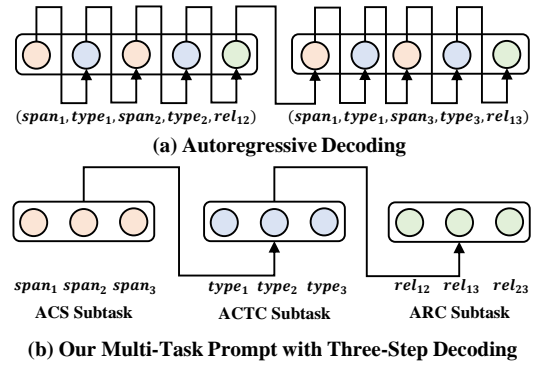 (span₁, type₁, span₂, type₂, rel₁₂) (span₁, type₁, span₃, type₃, rel₁₃)
(a) Autoregressive Decoding
span₁ span₂ span₃ type₁ type₂ type₃ rel₁₂ rel₁₃ rel₂₃
ACS Subtask ACTC Subtask ARC Subtask
(b) Our Multi-Task Prompt with Three-Step Decoding